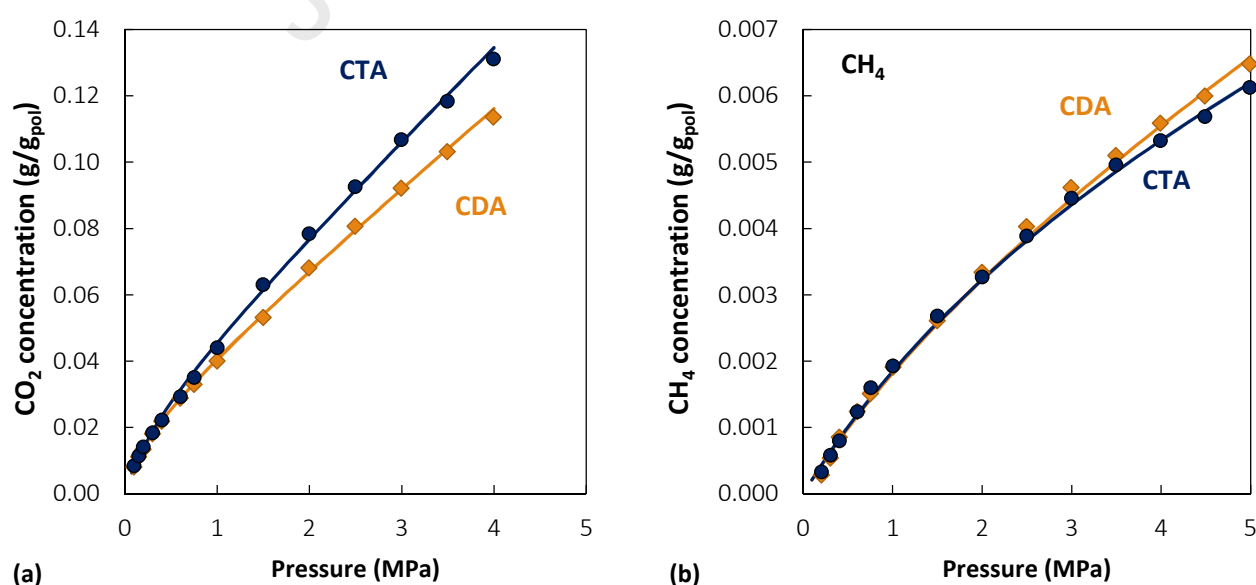 CO₂ concentration (g/gₚₒₗ)
0.14
0.12
0.10
0.08
0.06
0.04
0.02
0.00
CTA
CDA
0 1 2 3 4 5
Pressure (MPa)
(a)
CH₄ concentration (g/gₚₒₗ)
0.007
0.006
0.005
0.004
0.003
0.002
0.001
0.000
CH₄
CDA
CTA
0 1 2 3 4 5
Pressure (MPa)
(b)